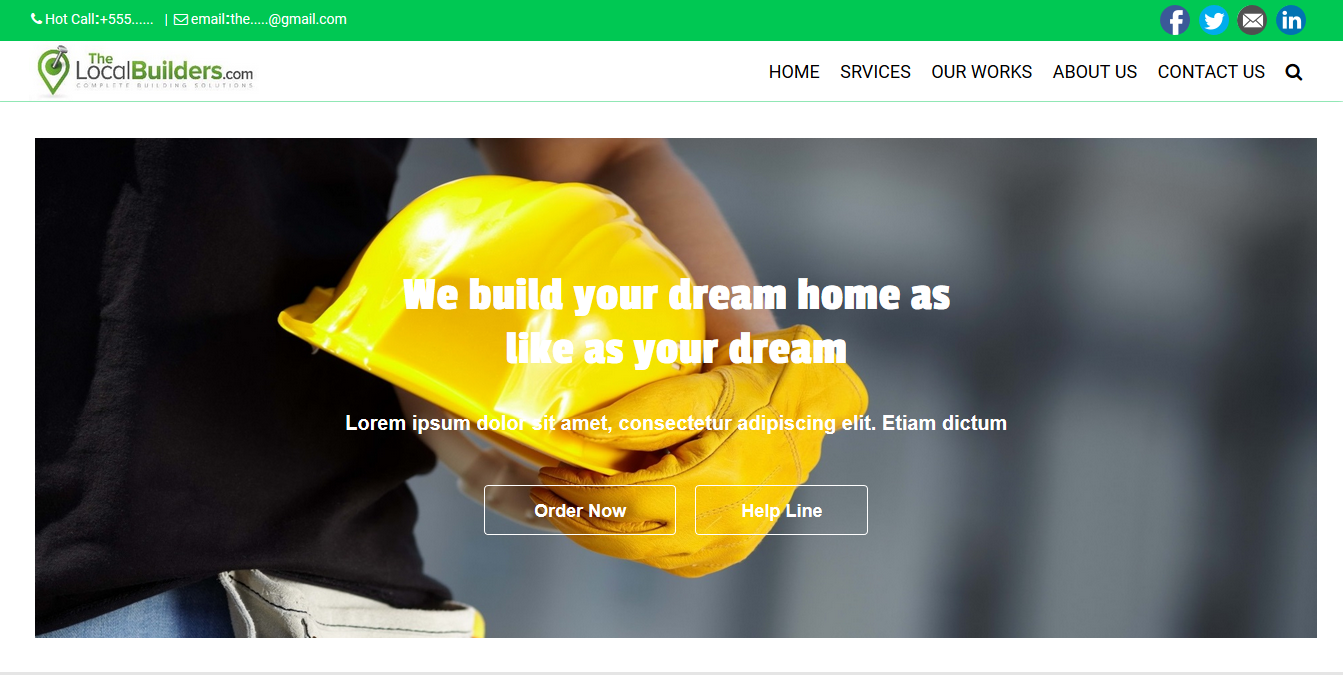 Hot Call:+555...... | email:the.....@gmail.com
The
LocalBuilders.com
COMPLETE BUILDING SOLUTIONS
HOME SRVICES OUR WORKS ABOUT US CONTACT US
We build your dream home as
like as your dream
Lorem ipsum dolor sit amet, consectetur adipiscing elit. Etiam dictum
Order Now Help Line